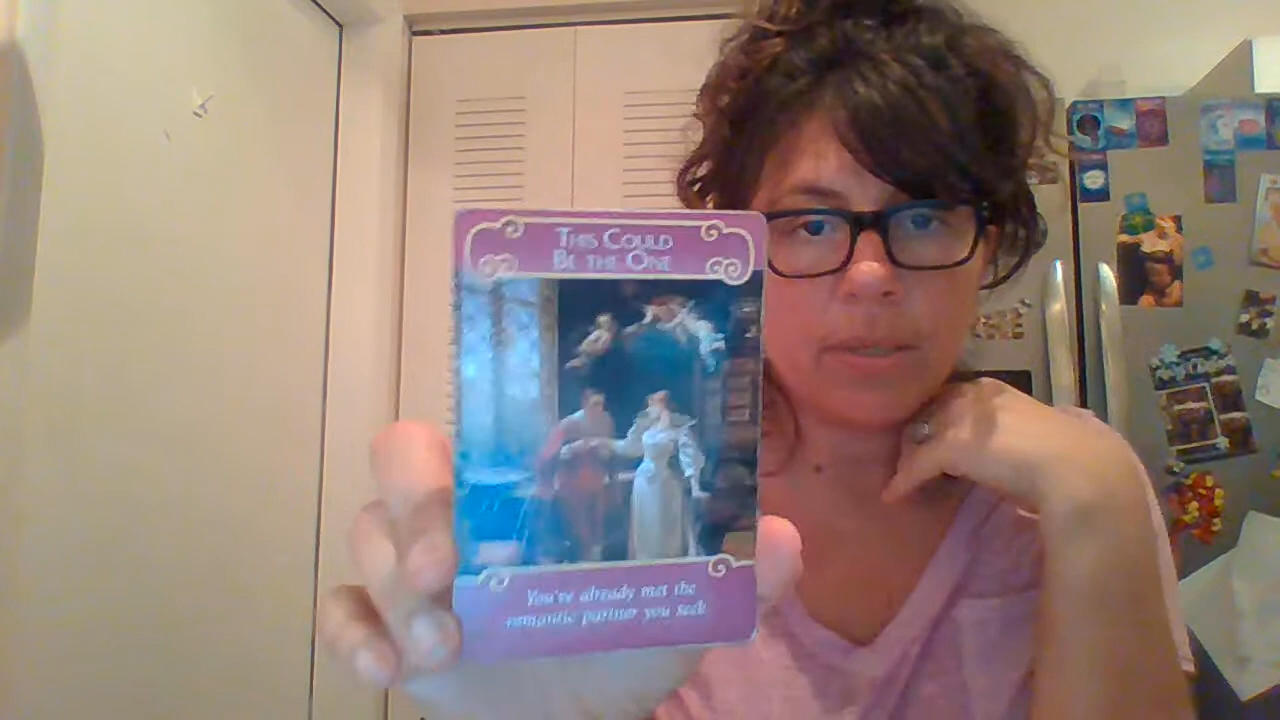 THIS COULD
BE THE ONE
You've already met the
romantic partner you seek